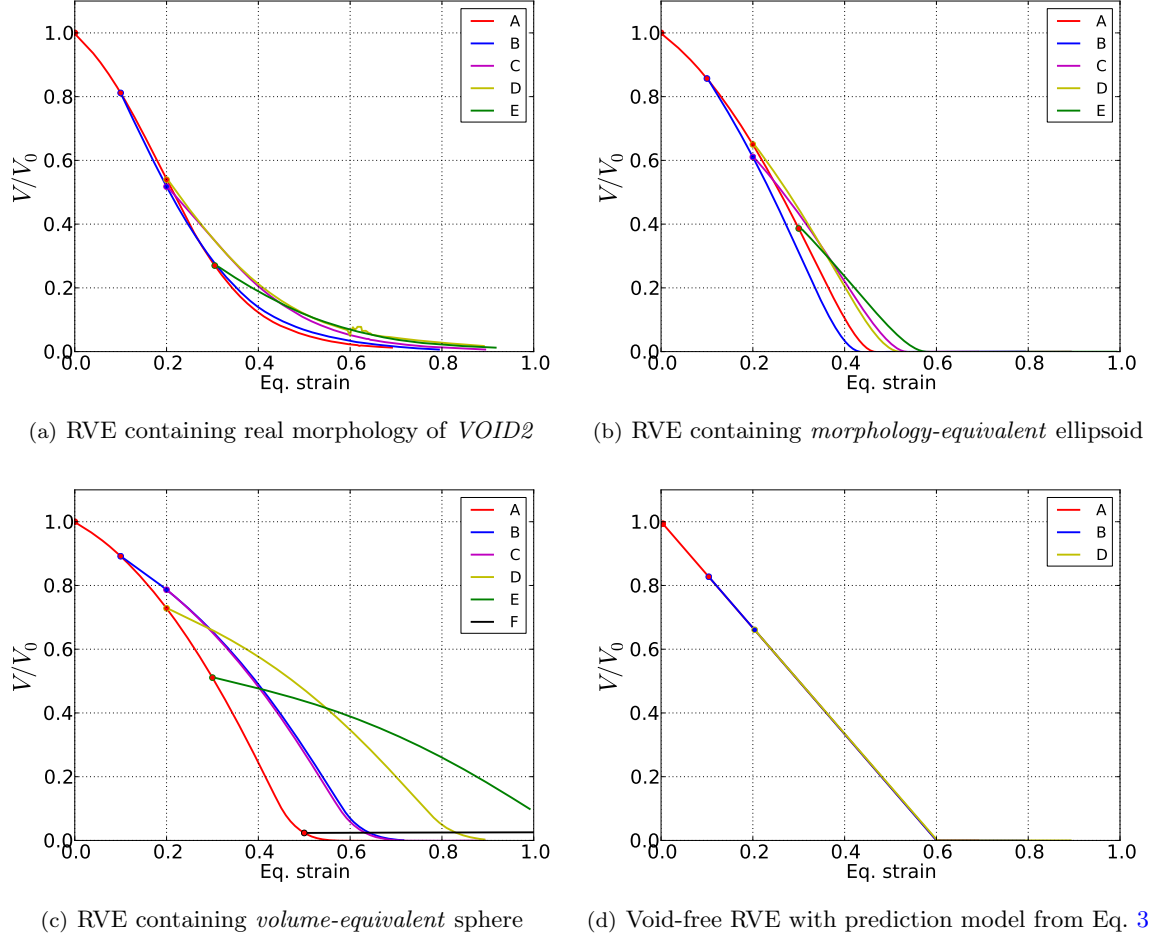 1.0
0.8
0.6
0.4
0.2
0.0
0.0 0.2 0.4 0.6 0.8 1.0
V/V0
Eq. strain
A
B
C
D
E
(a) RVE containing real morphology of VOID2
1.0
0.8
0.6
0.4
0.2
0.0
0.0 0.2 0.4 0.6 0.8 1.0
V/V0
Eq. strain
A
B
C
D
E
(b) RVE containing morphology-equivalent ellipsoid
1.0
0.8
0.6
0.4
0.2
0.0
0.0 0.2 0.4 0.6 0.8 1.0
V/V0
Eq. strain
A
B
C
D
E
F
(c) RVE containing volume-equivalent sphere
1.0
0.8
0.6
0.4
0.2
0.0
0.0 0.2 0.4 0.6 0.8 1.0
V/V0
Eq. strain
A
B
D
(d) Void-free RVE with prediction model from Eq. 3